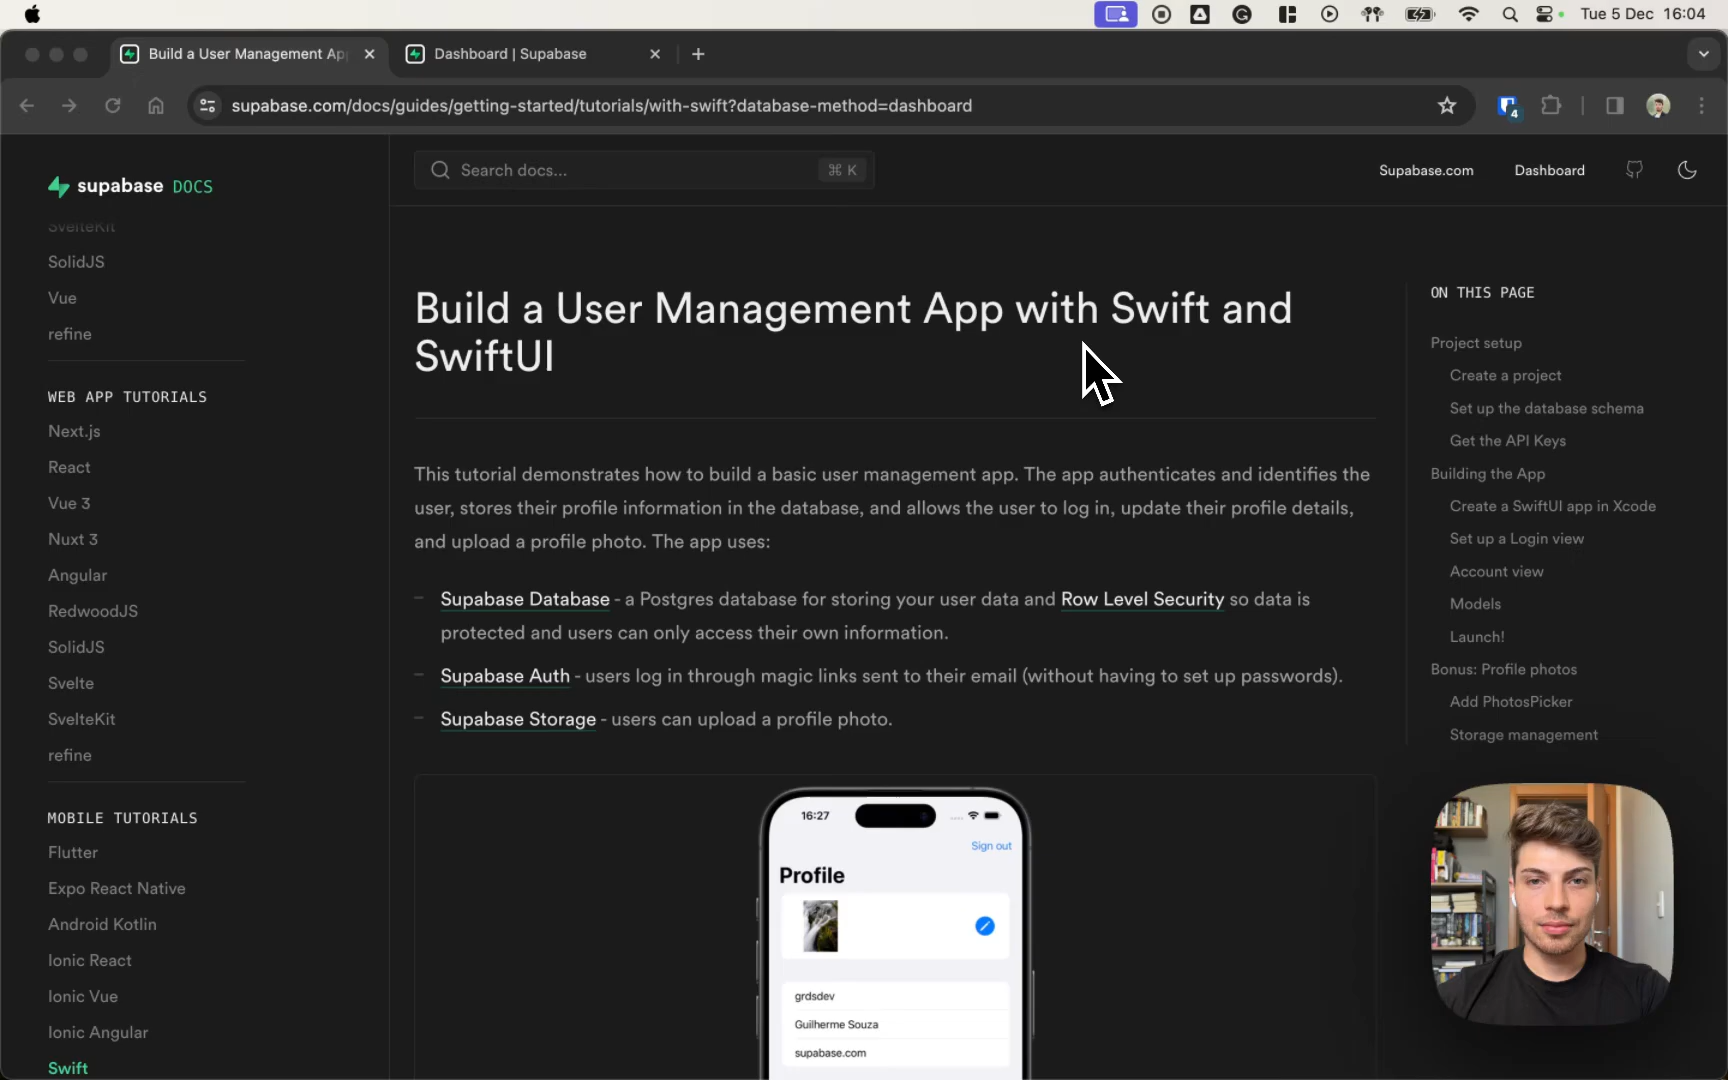 Tue 5 Dec 16:04
Build a User Management Ap
Dashboard | Supabase
supabase.com/docs/guides/getting-started/tutorials/with-swift?database-method=dashboard
4
supabase DOCS
Search docs...
⌘ K
Supabase.com
Dashboard
SvelteKit
SolidJS
Vue
refine
WEB APP TUTORIALS
Next.js
React
Vue 3
Nuxt 3
Angular
RedwoodJS
SolidJS
Svelte
SvelteKit
refine
MOBILE TUTORIALS
Flutter
Expo React Native
Android Kotlin
Ionic React
Ionic Vue
Ionic Angular
Swift
Build a User Management App with Swift and
SwiftUI
This tutorial demonstrates how to build a basic user management app. The app authenticates and identifies the
user, stores their profile information in the database, and allows the user to log in, update their profile details,
and upload a profile photo. The app uses:
– Supabase Database - a Postgres database for storing your user data and Row Level Security so data is
protected and users can only access their own information.
– Supabase Auth - users log in through magic links sent to their email (without having to set up passwords).
– Supabase Storage - users can upload a profile photo.
16:27
Sign out
Profile
grdsdev
Guilherme Souza
supabase.com
ON THIS PAGE
Project setup
Create a project
Set up the database schema
Get the API Keys
Building the App
Create a SwiftUI app in Xcode
Set up a Login view
Account view
Models
Launch!
Bonus: Profile photos
Add PhotosPicker
Storage management